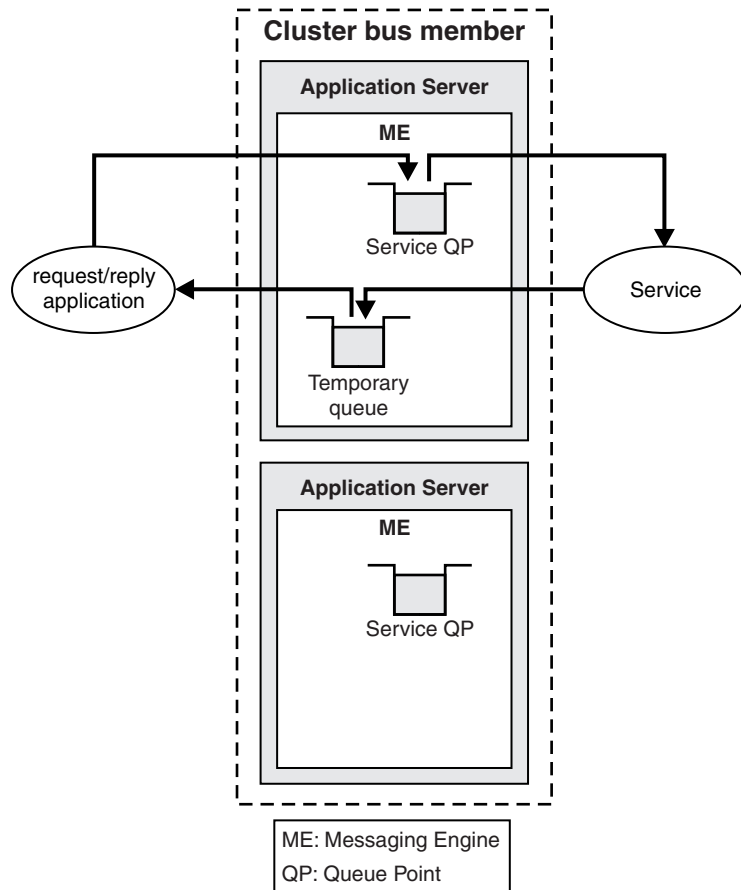 Cluster bus member
Application Server
ME
Service QP
request/reply
application
Service
Temporary
queue
Application Server
ME
Service QP
ME: Messaging Engine
QP: Queue Point